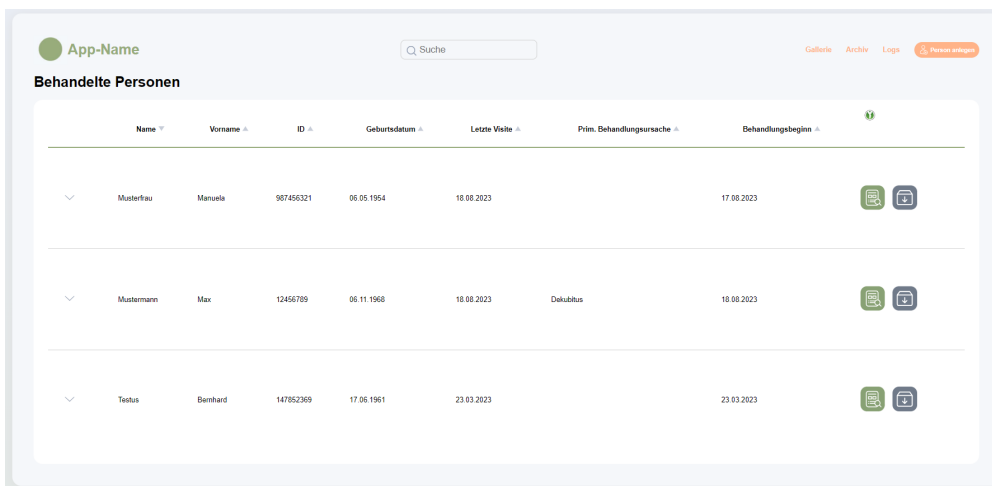 App-Name Suche Gallerie Archiv Logs Person anlegen
Behandelte Personen
Name Vorname ID Geburtsdatum Letzte Visite Prim. Behandlungsursache Behandlungsbeginn
Musterfrau Manuela 987456321 06.05.1954 18.08.2023 17.08.2023
Mustermann Max 12456789 06.11.1968 18.08.2023 Dekubitus 18.08.2023
Testus Bernhard 147852369 17.06.1961 23.03.2023 23.03.2023